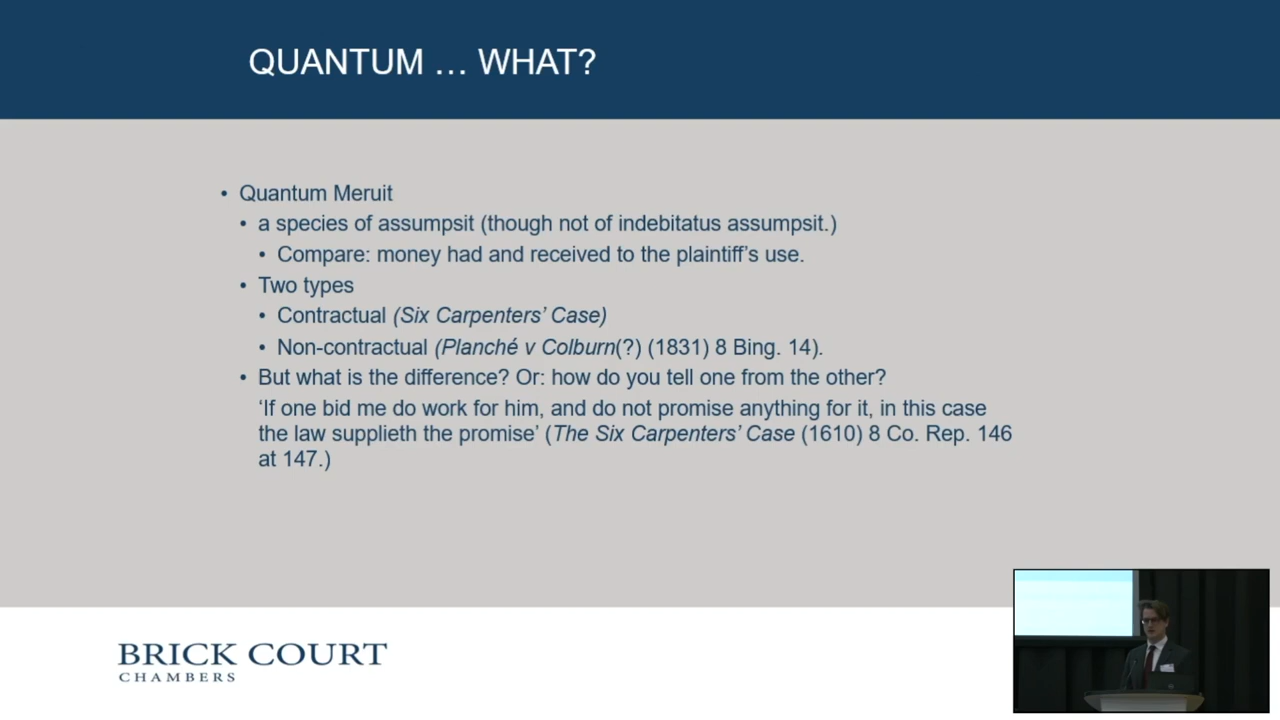 QUANTUM … WHAT?
• Quantum Meruit
• a species of assumpsit (though not of indebitatus assumpsit.)
• Compare: money had and received to the plaintiff’s use.
• Two types
• Contractual (Six Carpenters’ Case)
• Non-contractual (Planché v Colburn(?) (1831) 8 Bing. 14).
• But what is the difference? Or: how do you tell one from the other?
‘If one bid me do work for him, and do not promise anything for it, in this case
the law supplieth the promise’ (The Six Carpenters’ Case (1610) 8 Co. Rep. 146
at 147.)
BRICK COURT
CHAMBERS